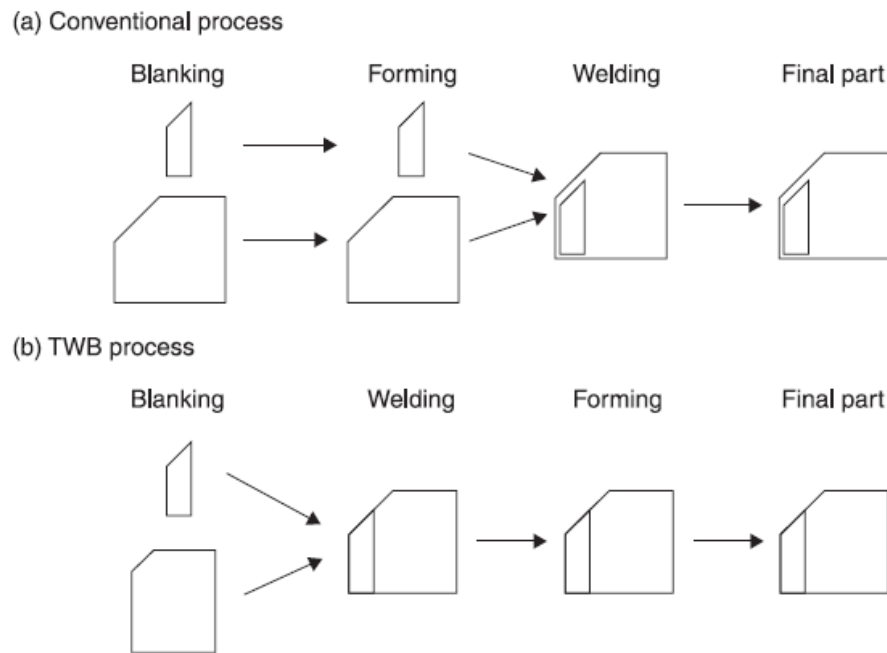 (a) Conventional process
Blanking Forming Welding Final part
(b) TWB process
Blanking Welding Forming Final part